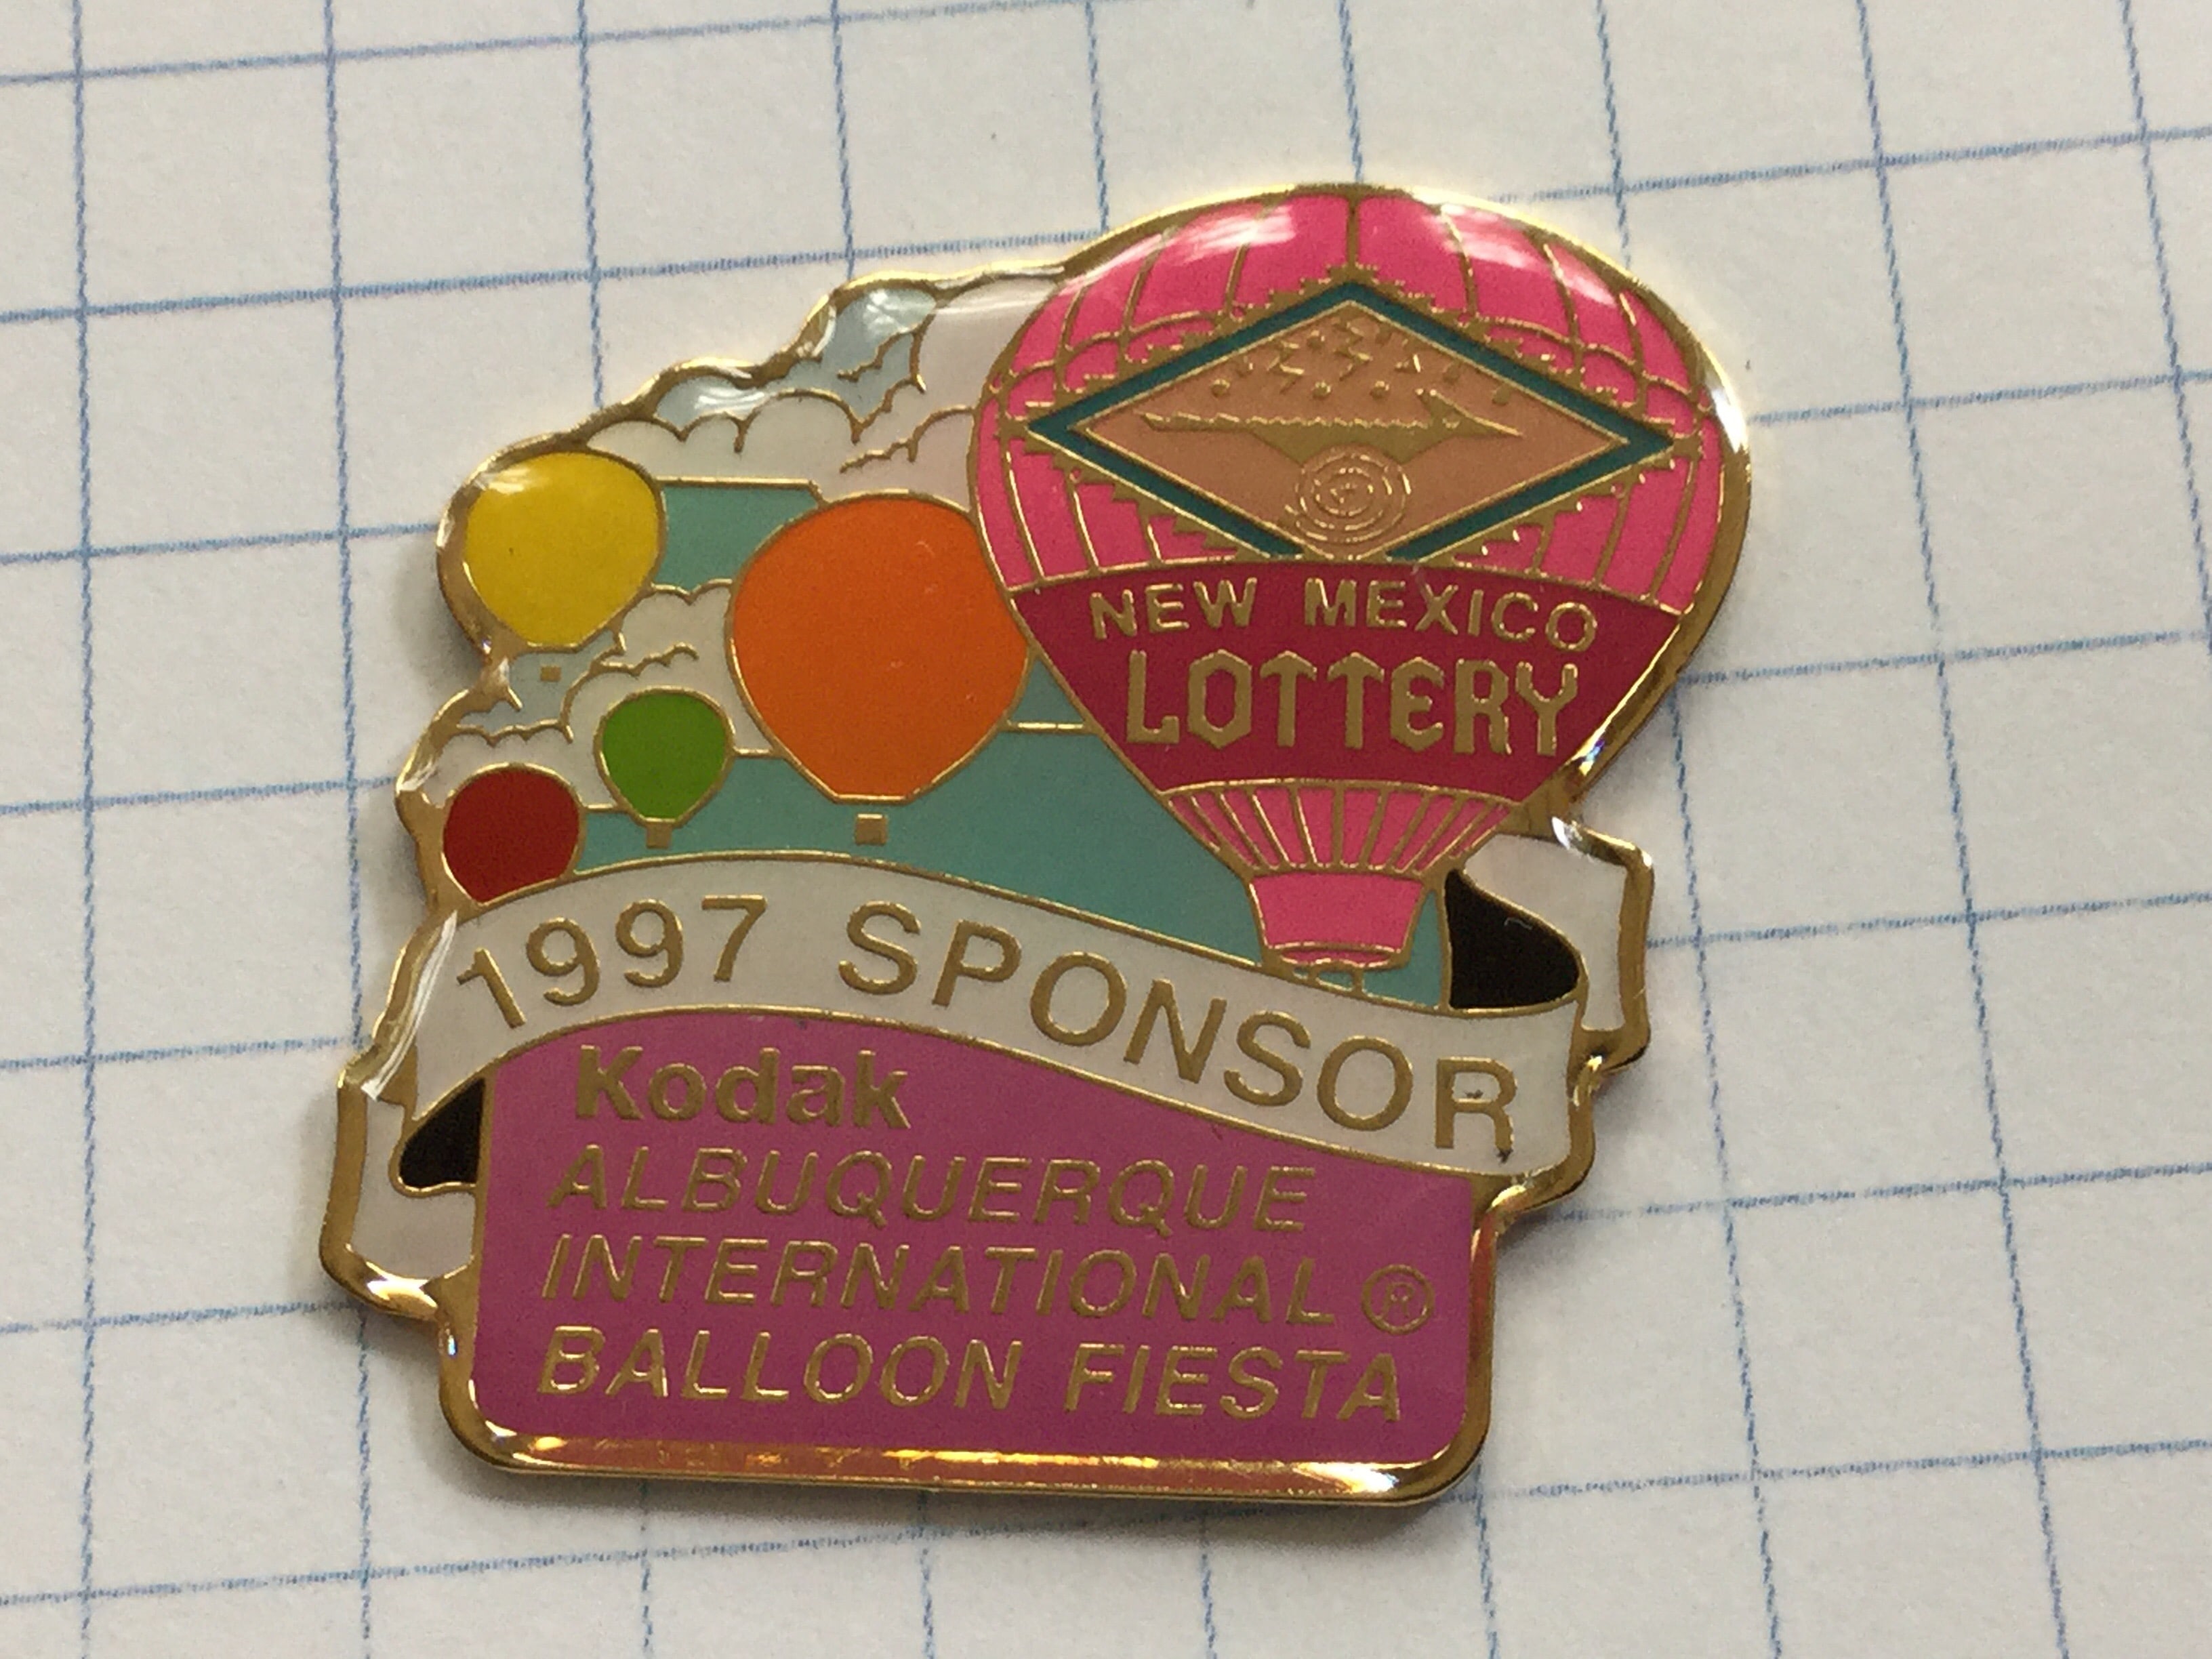 NEW MEXICO
LOTTERY
1997 SPONSOR
Kodak
ALBUQUERQUE
INTERNATIONAL ®
BALLOON FIESTA